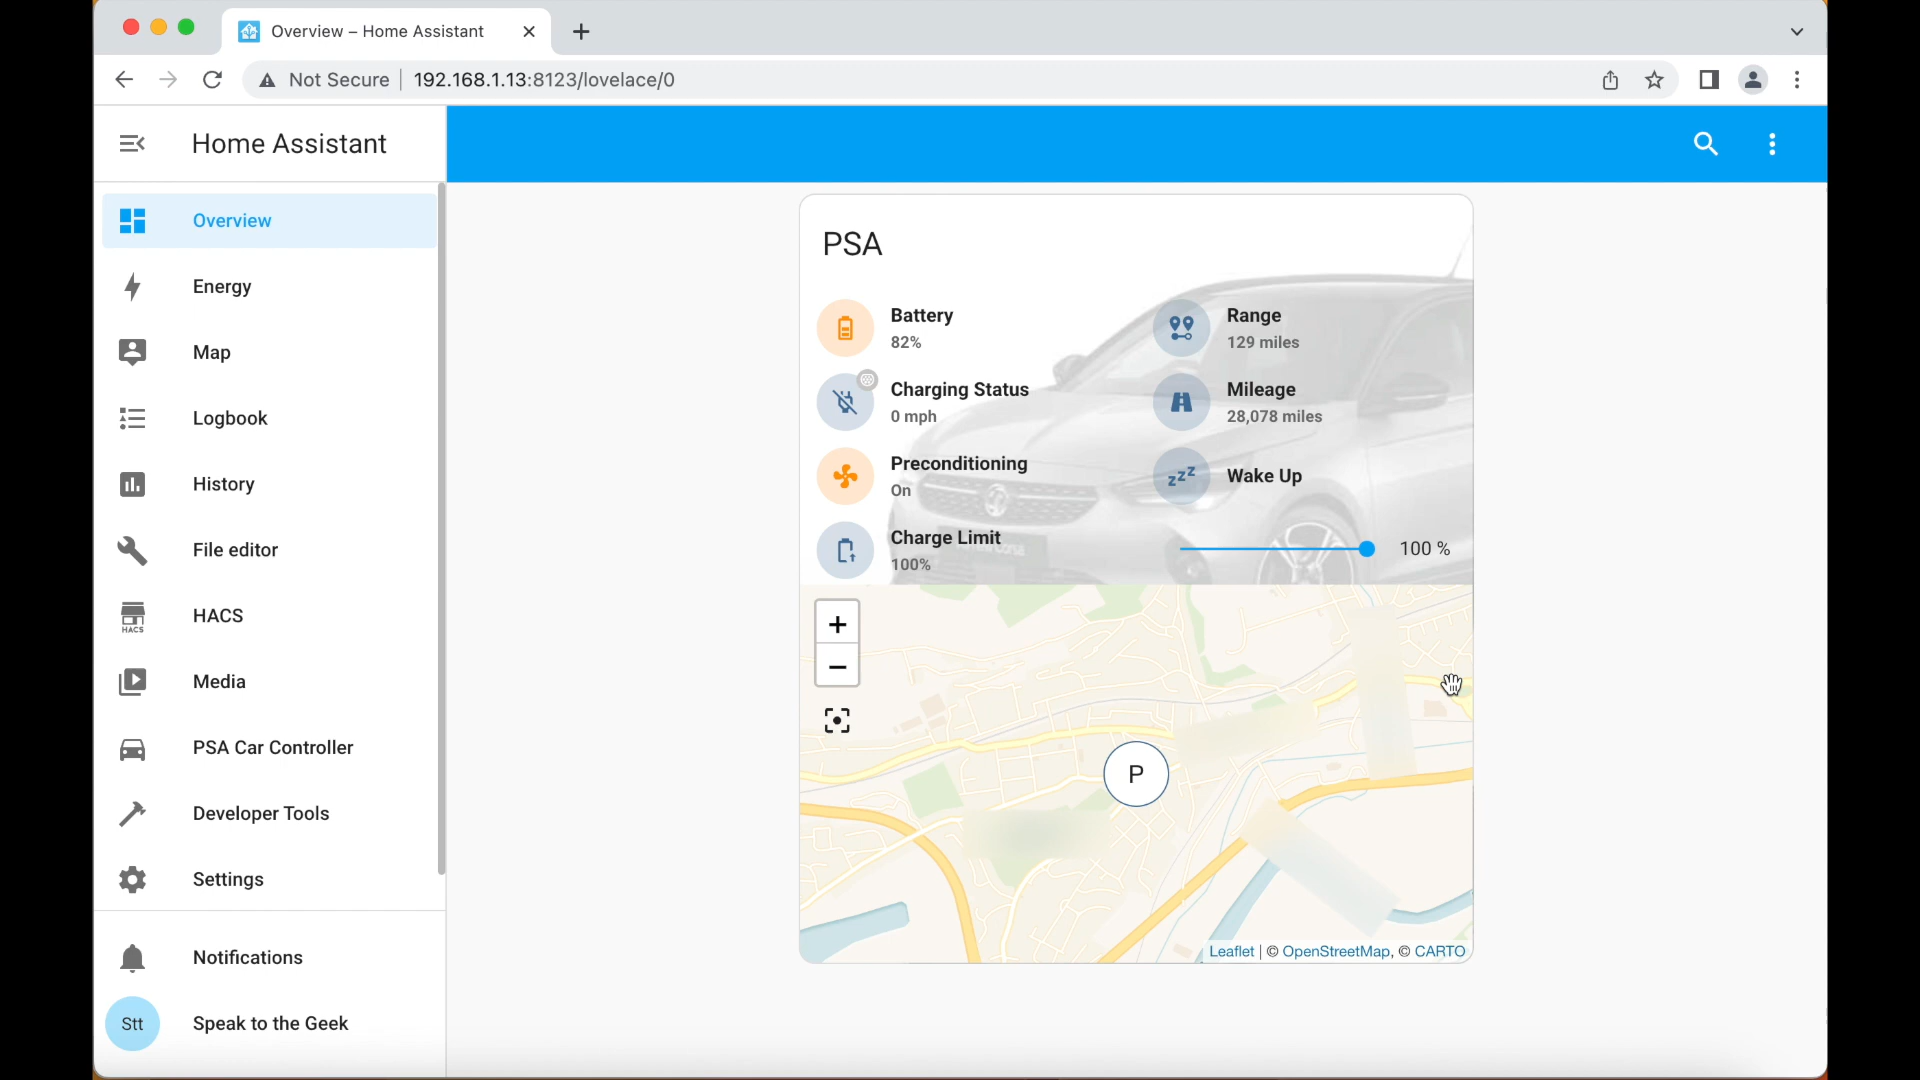 Overview – Home Assistant
Not Secure
192.168.1.13:8123/lovelace/0
Home Assistant
Overview
Energy
Map
Logbook
History
File editor
HACS
HACS
Media
PSA Car Controller
Developer Tools
Settings
Notifications
Stt
Speak to the Geek
PSA
Battery
82%
Range
129 miles
Charging Status
0 mph
Mileage
28,078 miles
Preconditioning
On
zzz
Wake Up
Charge Limit
100%
100 %
+
−
P
Leaflet | © OpenStreetMap, © CARTO